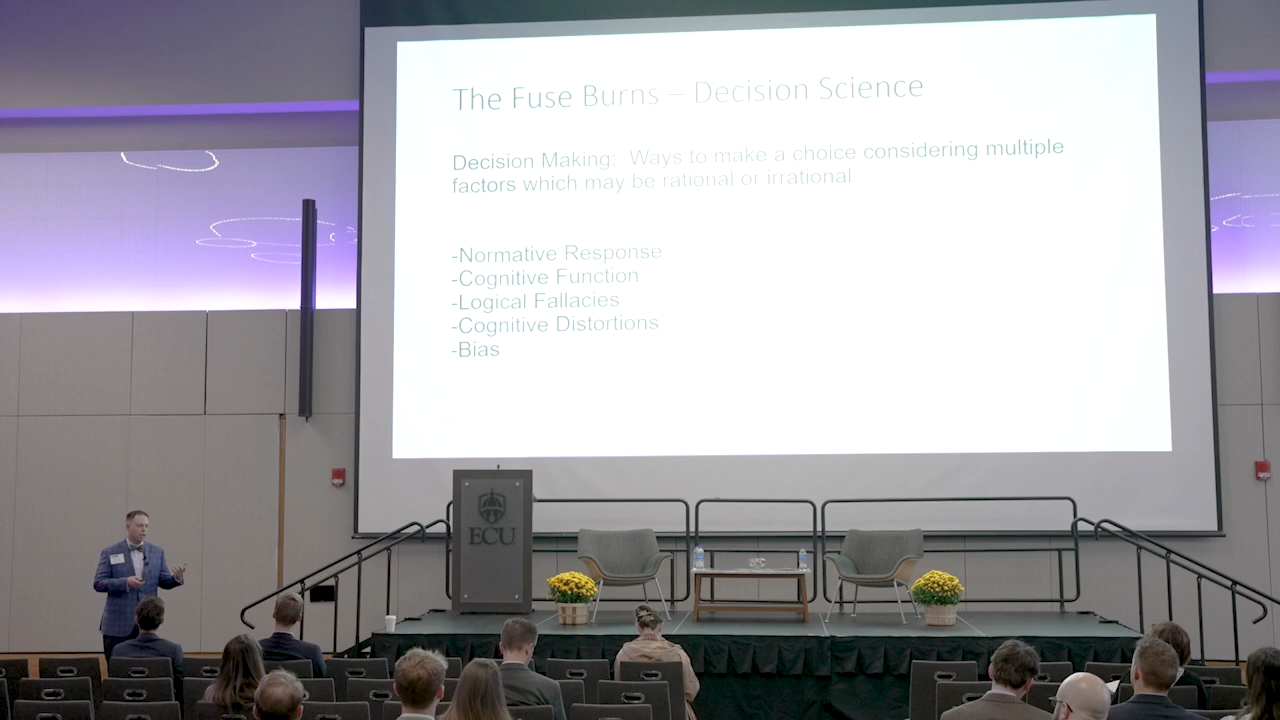 The Fuse Burns – Decision Science
Decision Making: Ways to make a choice considering multiple
factors which may be rational or irrational
-Normative Response
-Cognitive Function
-Logical Fallacies
-Cognitive Distortions
-Bias
ECU